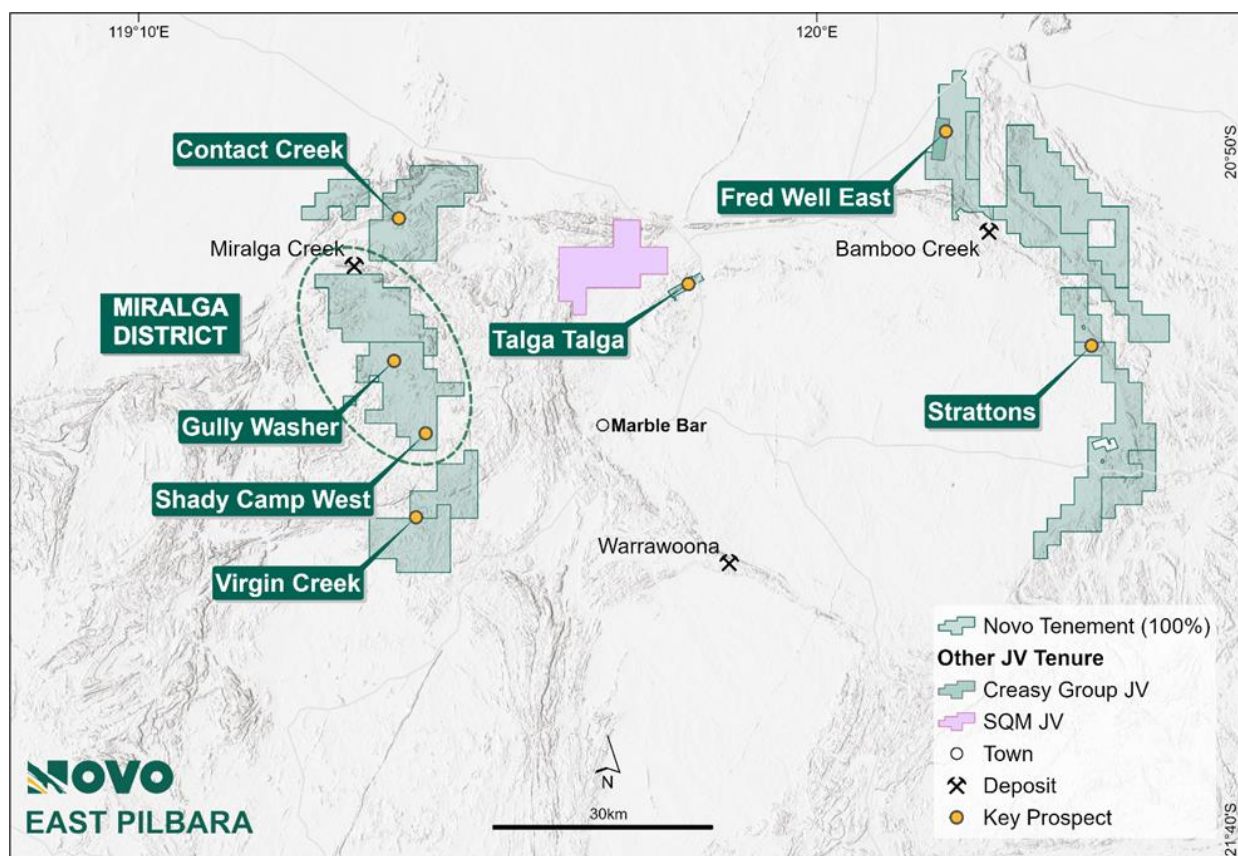 119°10'
120°
20°50'S
Contact Creek
Fred Well East
Miralga Creek
Bamboo Creek
MIRALGA
DISTRICT
Talga Talga
Gully Washer
Marble Bar
Strattons
Shady Camp West
Warrawoona
Virgin Creek
Novo Tenement (100%)
Other JV Tenure
Creasy Group JV
SQM JV
Town
Deposit
Key Prospect
N
30km
NOVO
EAST PILBARA
21°40'S